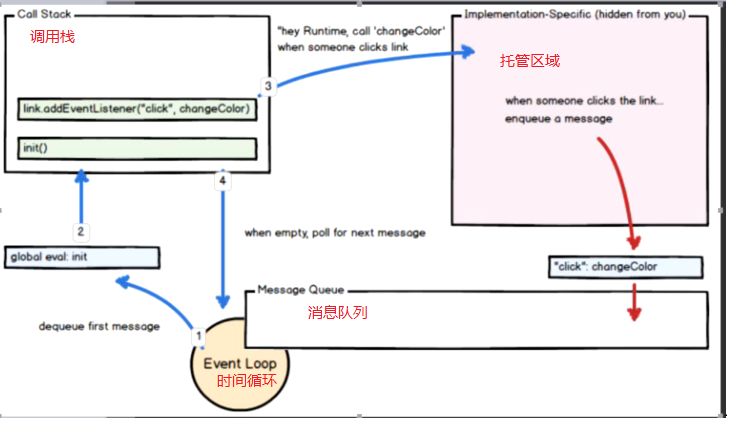 Call Stack
调用栈
"hey Runtime, call 'changeColor'
when someone clicks link
Implementation-Specific (hidden from you)
托管区域
3
when someone clicks the link...
enqueue a message
link.addEventListener("click", changeColor)
init()
4
2
when empty, poll for next message
global eval: init
"click": changeColor
Message Queue
消息队列
dequeue first message
1
Event Loop
时间循环